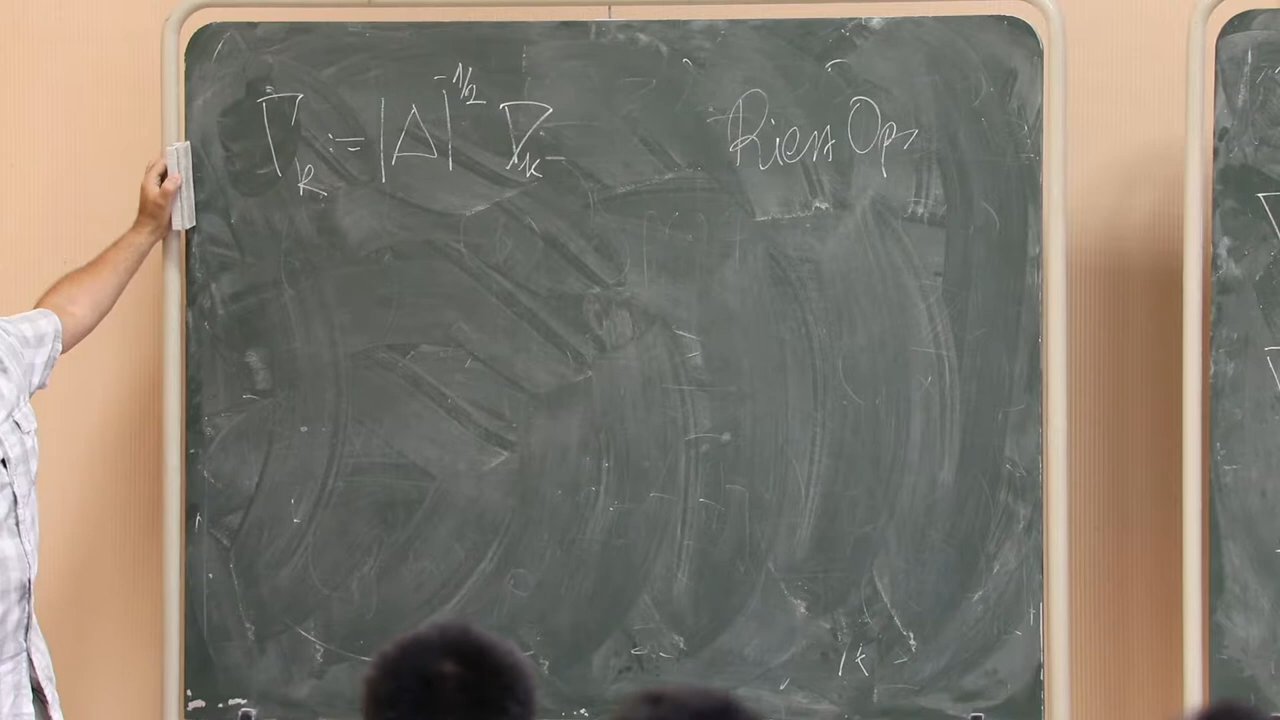 Γ_k := |Δ|^{-1/2} ∇_k Riesz Op